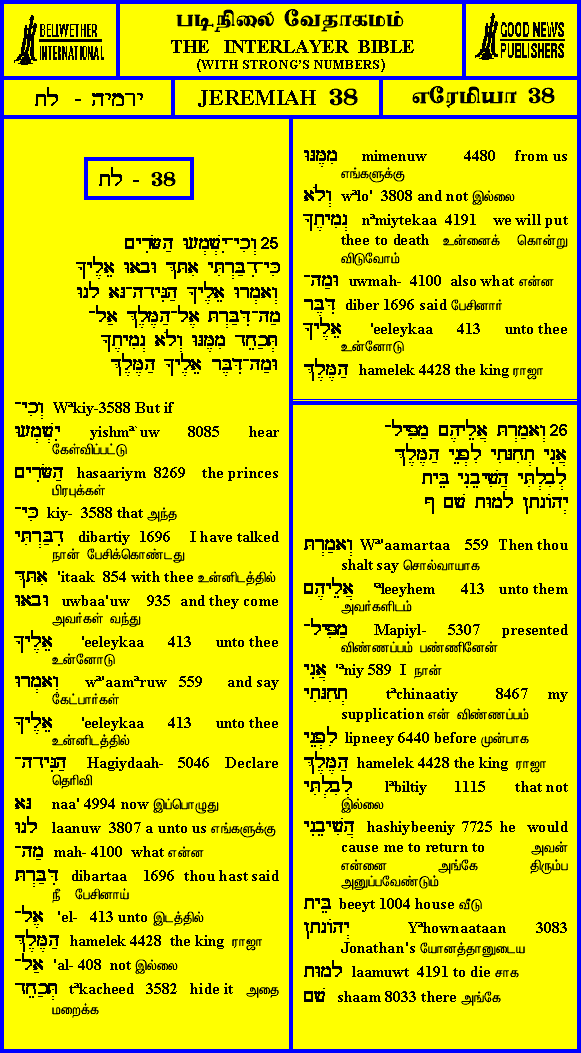 BELLWETHER
INTERNATIONAL
படிநிலை வேதாகமம்
THE INTERLAYER BIBLE
(WITH STRONG'S NUMBERS)
GOOD NEWS
PUBLISHERS
ירמיה - לח
JEREMIAH 38
எரேமியா 38
לח - 38
25 וְכִי־יִשְׁמְעוּ הַשָּׂרִים
כִּי־דִבַּרְתִּי אִתָּךְ וּבָאוּ אֵלֶיךָ
וְאָמְרוּ אֵלֶיךָ הַגִּידָה־נָּא לָנוּ
מַה־דִּבַּרְתָּ אֶל־הַמֶּלֶךְ אַל־
תְּכַחֵד מִמֶּנּוּ וְלֹא נְמִיתֶךָ
וּמַה־דִּבֶּר אֵלֶיךָ הַמֶּלֶךְ
וְכִי־ Wªkiy-3588 But if
יִשְׁמְעוּ yishmª`uw 8085 hear
கேள்விப்பட்டு
הַשָּׂרִים hasaariym 8269 the princes
பிரபுக்கள்
כִּי־ kiy- 3588 that அந்த
דִבַּרְתִּי dibartiy 1696 I have talked
நான் பேசிக்கொண்டது
אִתָּךְ 'itaak 854 with thee உன்னிடத்தில்
וּבָאוּ uwbaa'uw 935 and they come
அவர்கள் வந்து
אֵלֶיךָ 'eeleykaa 413 unto thee
உன்னோடு
וְאָמְרוּ wª'aamªruw 559 and say
கேட்பார்கள்
אֵלֶיךָ 'eeleykaa 413 unto thee
உன்னிடத்தில்
הַגִּידָה־ Hagiydaah- 5046 Declare
தெரிவி
נָּא naa' 4994 now இப்பொழுது
לָנוּ laanuw 3807 a unto us எங்களுக்கு
מַה־ mah- 4100 what என்ன
דִּבַּרְתָּ dibartaa 1696 thou hast said
நீ பேசினாய்
אֶל־ 'el- 413 unto இடத்தில்
הַמֶּלֶךְ hamelek 4428 the king ராஜா
אַל־ 'al- 408 not இல்லை
תְּכַחֵד tªkacheed 3582 hide it அதை
மறைக்க
מִמֶּנּוּ mimenuw 4480 from us
எங்களுக்கு
וְלֹא wªlo' 3808 and not இல்லை
נְמִיתֶךָ nªmiytekaa 4191 we will put
thee to death உன்னைக் கொன்று
விடுவோம்
וּמַה־ uwmah- 4100 also what என்ன
דִּבֶּר diber 1696 said பேசினார்
אֵלֶיךָ 'eeleykaa 413 unto thee
உன்னோடு
הַמֶּלֶךְ hamelek 4428 the king ராஜா
26 וְאָמַרְתָּ אֲלֵיהֶם מַפִּיל־
אֲנִי תְחִנָּתִי לִפְנֵי הַמֶּלֶךְ
לְבִלְתִּי הֲשִׁיבֵנִי בֵּית
יְהוֹנָתָן לָמוּת שָׁם ף
וְאָמַרְתָּ Wª'aamartaa 559 Then thou
shalt say சொல்வாயாக
אֲלֵיהֶם ªleeyhem 413 unto them
அவர்களிடம்
מַפִּיל־ Mapiyl- 5307 presented
விண்ணப்பம் பண்ணினேன்
אֲנִי 'ªniy 589 I நான்
תְחִנָּתִי tªchinaatiy 8467 my
supplication என் விண்ணப்பம்
לִפְנֵי lipneey 6440 before முன்பாக
הַמֶּלֶךְ hamelek 4428 the king ராஜா
לְבִלְתִּי lªbiltiy 1115 that not
இல்லை
הֲשִׁיבֵנִי hashiybeeniy 7725 he would
cause me to return to அவன்
என்னை அங்கே திரும்ப
அனுப்பவேண்டும்
בֵּית beeyt 1004 house வீடு
יְהוֹנָתָן Yªhownaataan 3083
Jonathan's யோனத்தானுடைய
לָמוּת laamuwt 4191 to die சாக
שָׁם shaam 8033 there அங்கே